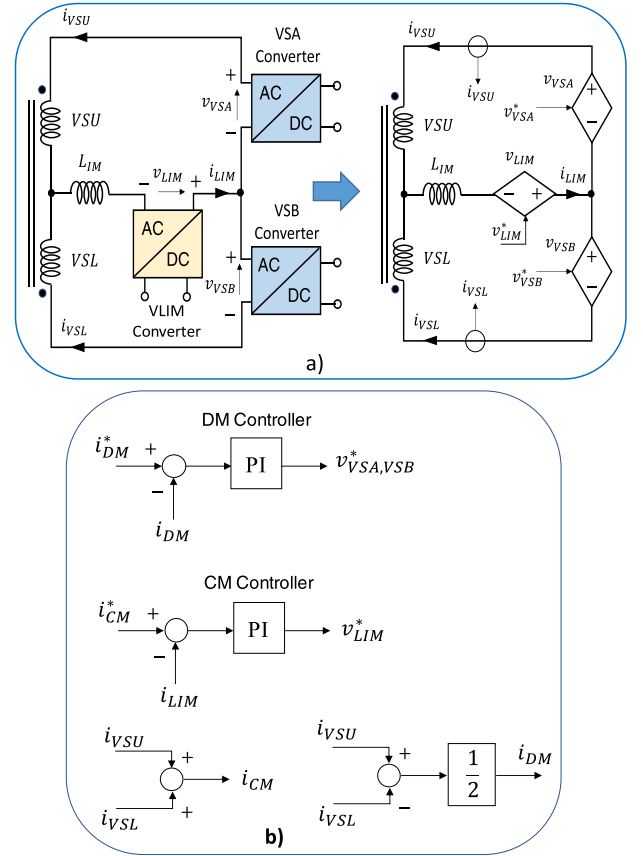 i_VSU
VSA
Converter
+
v_VSA
−
AC
DC
VSU
L_IM
v_LIM
− +
i_LIM
AC
DC
VLIM
Converter
VSB
Converter
+
v_VSB
−
AC
DC
VSL
i_VSL
i_VSU
i_VSU
v_VSA
v*_VSA
+
−
VSU
L_IM
v_LIM
− +
i_LIM
v*_LIM
v_VSB
v*_VSB
+
−
VSL
i_VSL
i_VSL
a)
DM Controller
i*_DM + PI v*_VSA,VSB
−
i_DM
CM Controller
i*_CM + PI v*_LIM
−
i_LIM
i_VSU
+
i_CM
i_VSL +
i_VSU
+
1/2 i_DM
i_VSL −
b)